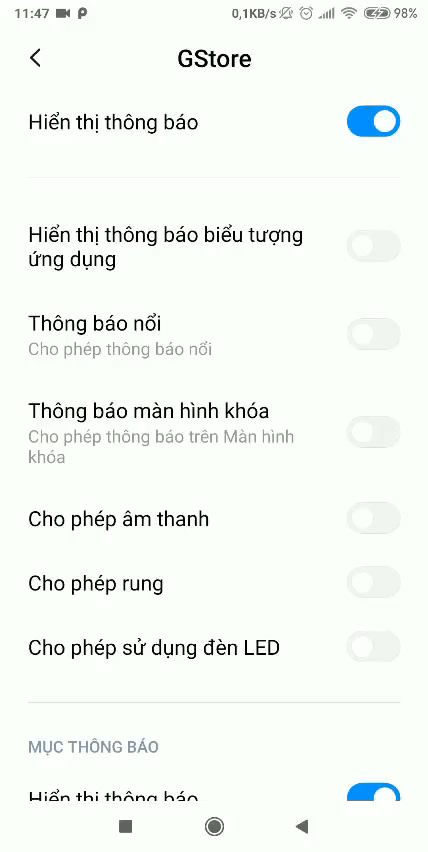 11:47 0,1KB/s 98%
GStore
Hiển thị thông báo
Hiển thị thông báo biểu tượng
ứng dụng
Thông báo nổi
Cho phép thông báo nổi
Thông báo màn hình khóa
Cho phép thông báo trên Màn hình
khóa
Cho phép âm thanh
Cho phép rung
Cho phép sử dụng đèn LED
MỤC THÔNG BÁO
Hiển thị thông báo